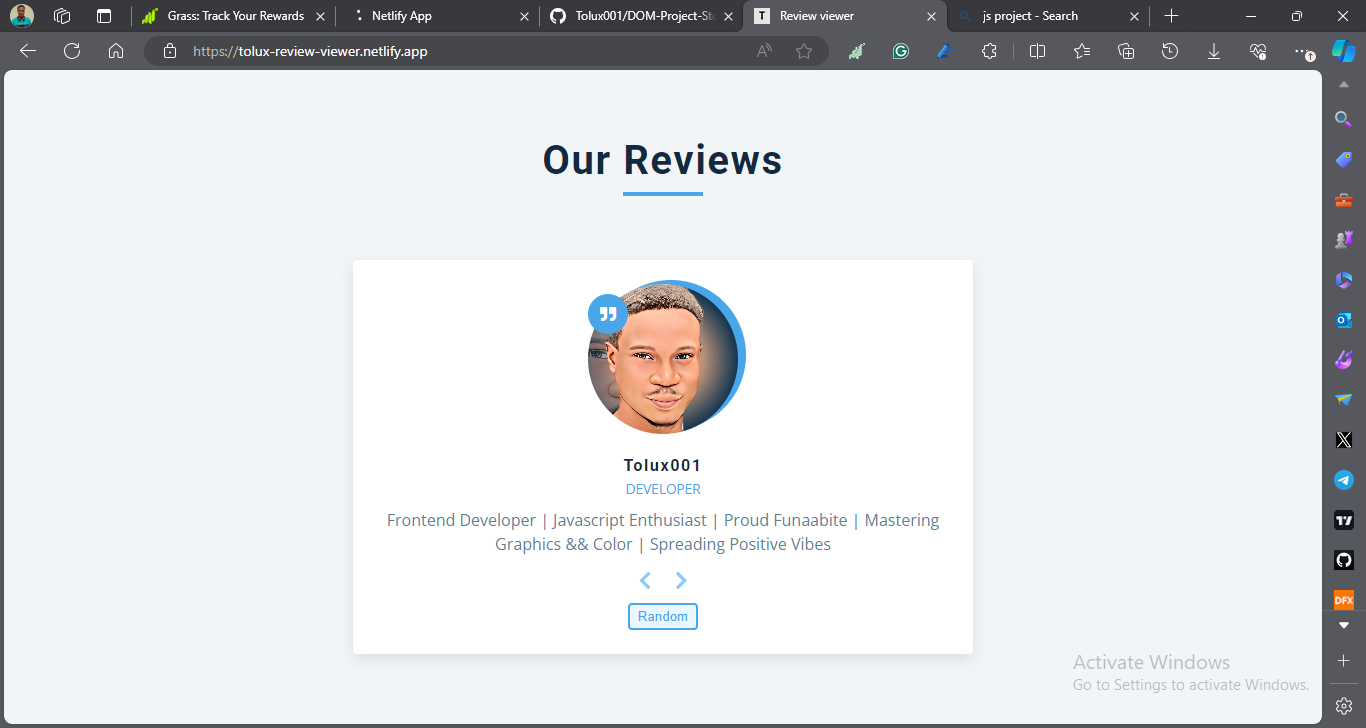 Grass: Track Your Rewards
Netlify App
Tolux001/DOM-Project-St
T
Review viewer
js project - Search
https://tolux-review-viewer.netlify.app
Our Reviews
Tolux001
DEVELOPER
Frontend Developer | Javascript Enthusiast | Proud Funaabite | Mastering
Graphics && Color | Spreading Positive Vibes
Random
DFX
Activate Windows
Go to Settings to activate Windows.